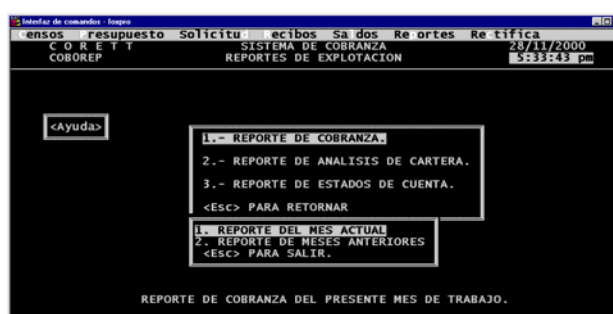 Interfaz de comandos - foxpro
ensos resupuesto Solicitu ecibos Sa dos Re ortes Re tifica
C O R E T T SISTEMA DE COBRANZA 28/11/2000
COBOREP REPORTES DE EXPLOTACION 5:33:43 pm
<Ayuda>
1.- REPORTE DE COBRANZA.
2.- REPORTE DE ANALISIS DE CARTERA.
3.- REPORTE DE ESTADOS DE CUENTA.
<Esc> PARA RETORNAR
1. REPORTE DEL MES ACTUAL
2. REPORTE DE MESES ANTERIORES
<Esc> PARA SALIR.
REPORTE DE COBRANZA DEL PRESENTE MES DE TRABAJO.